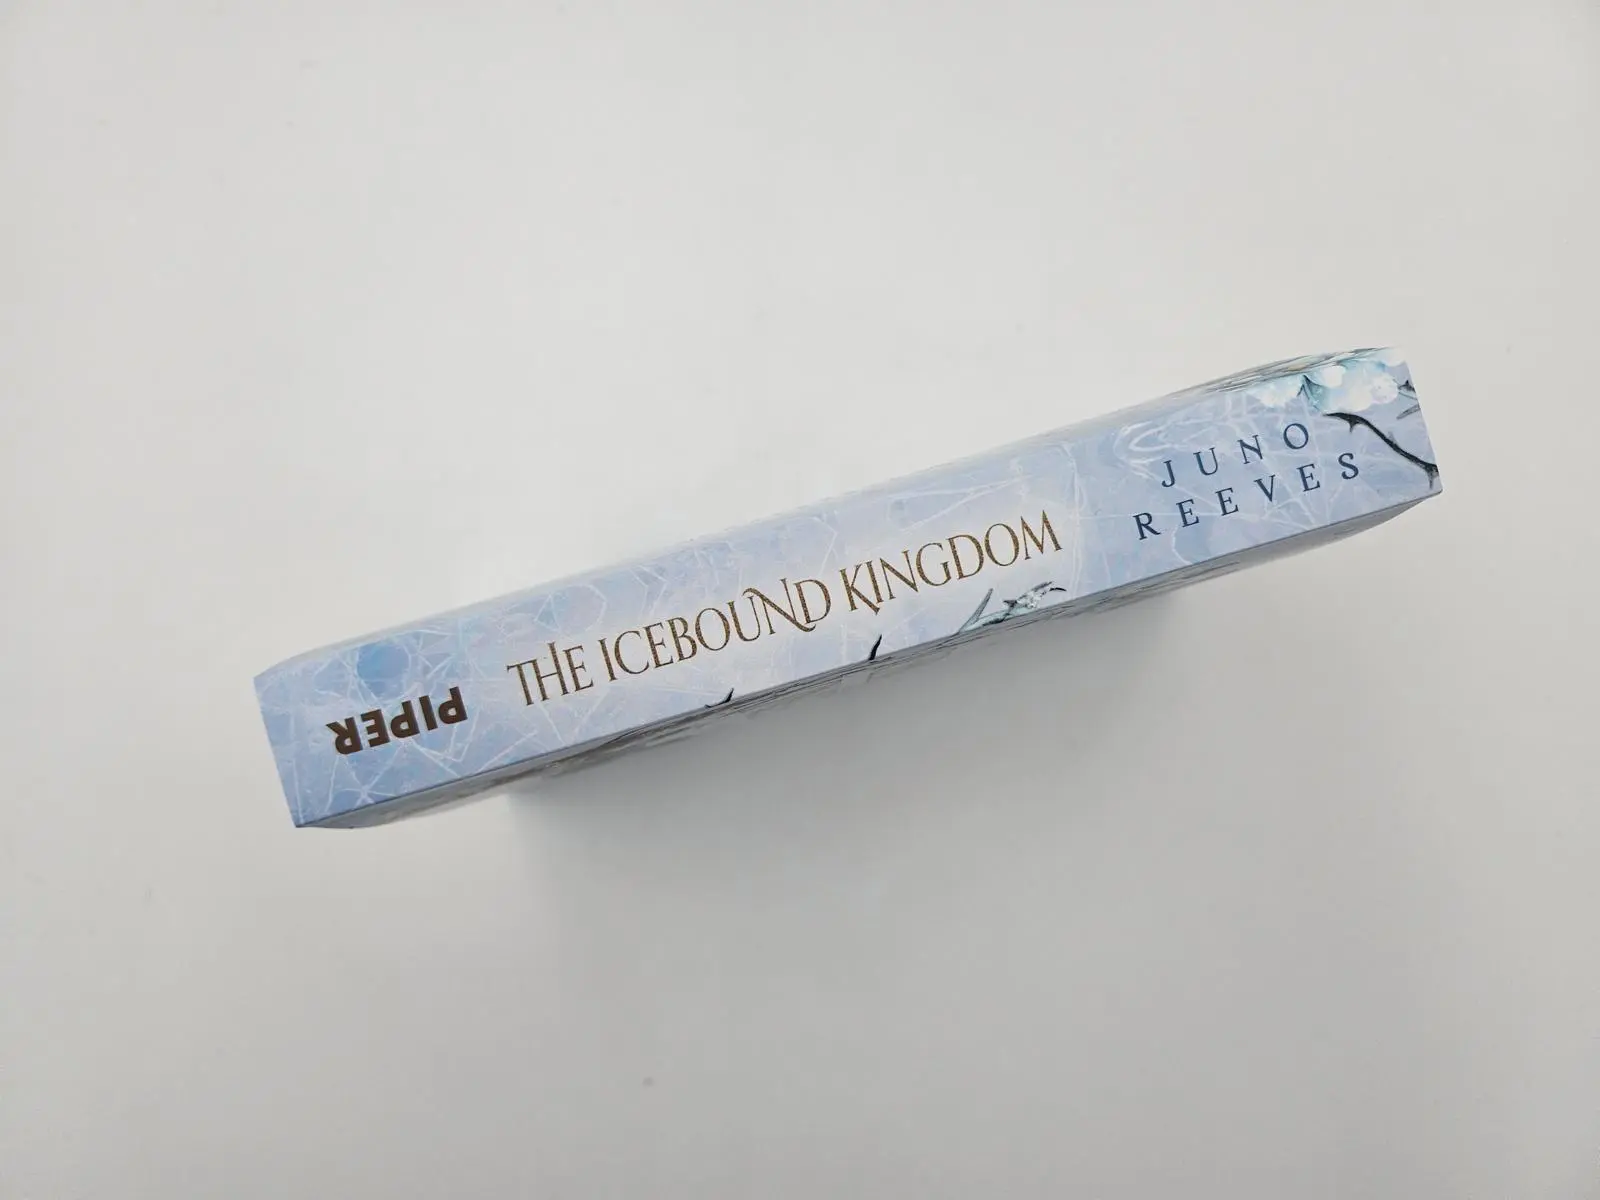 JUNO
REEVES
THE ICEBOUND KINGDOM
PIPER